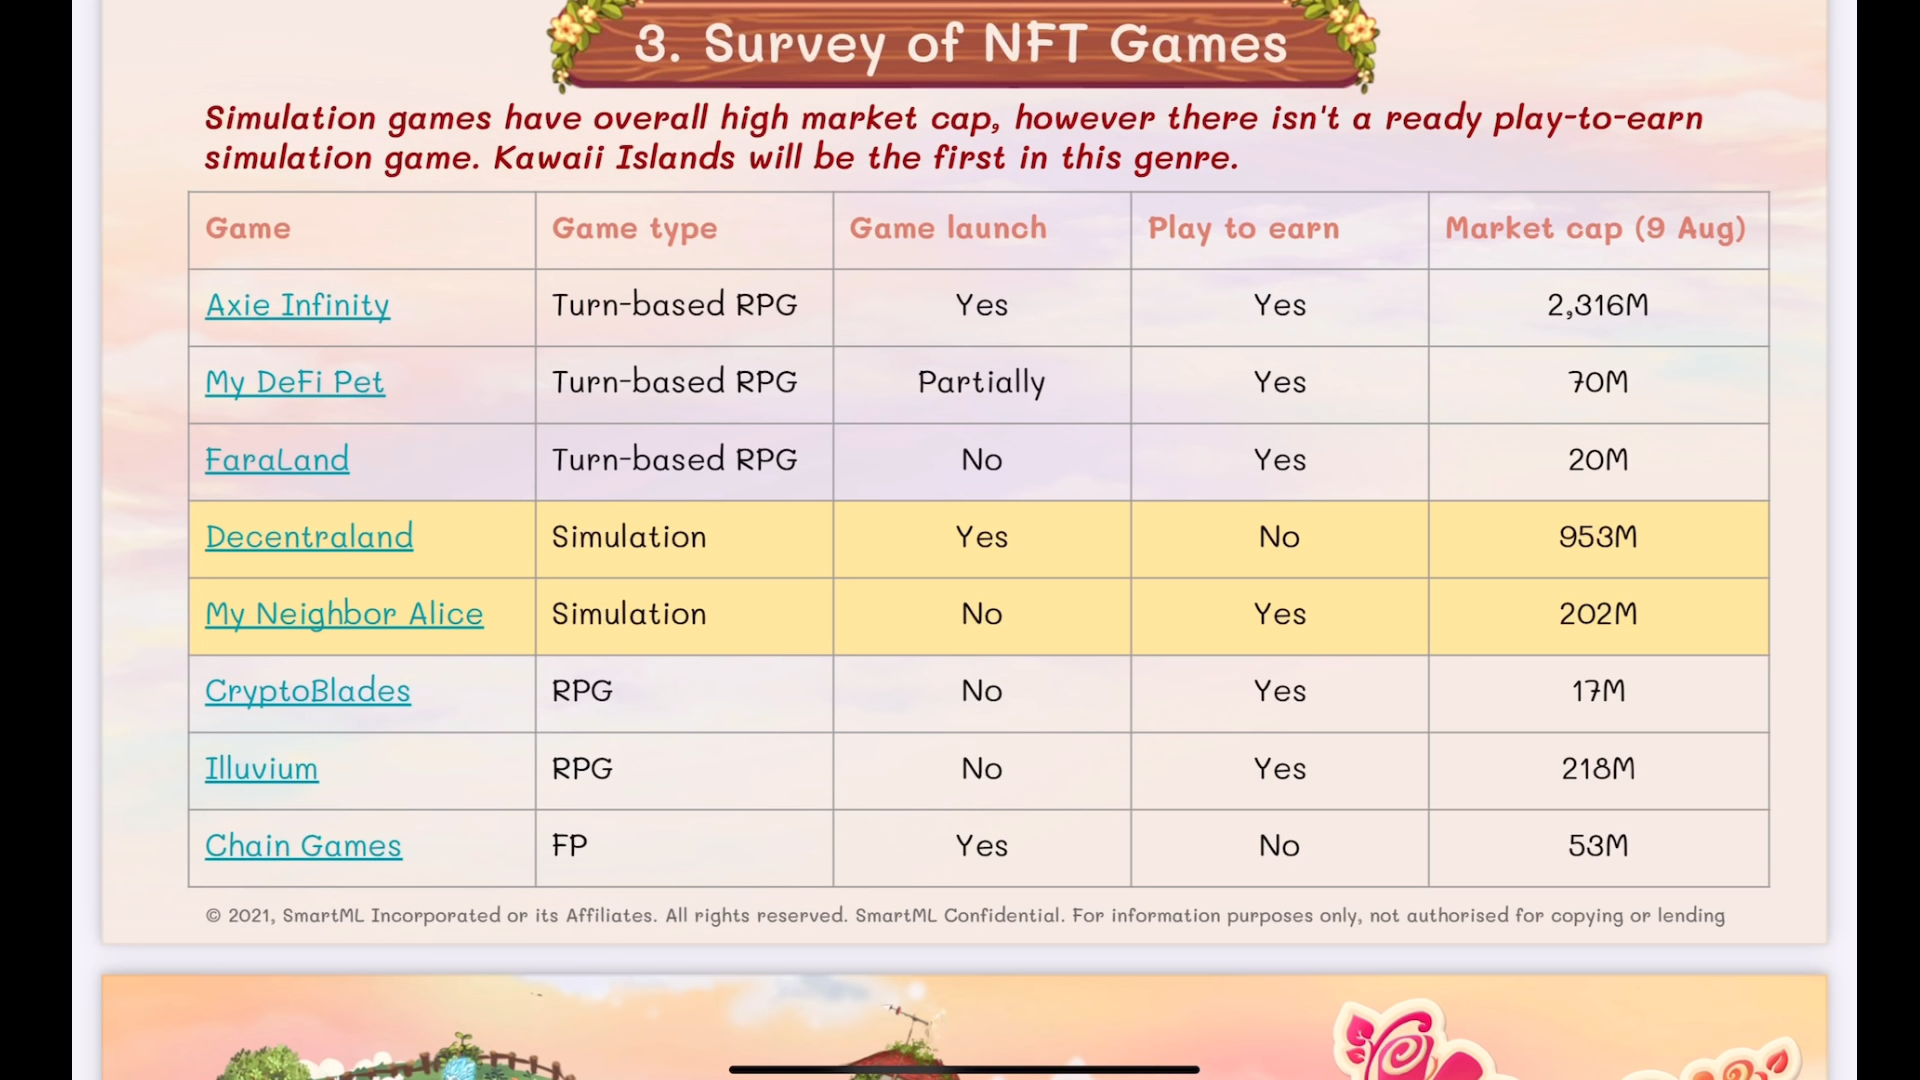 3. Survey of NFT Games
Simulation games have overall high market cap, however there isn't a ready play-to-earn
simulation game. Kawaii Islands will be the first in this genre.
Game Game type Game launch Play to earn Market cap (9 Aug)
Axie Infinity Turn-based RPG Yes Yes 2,316M
My DeFi Pet Turn-based RPG Partially Yes 70M
FaraLand Turn-based RPG No Yes 20M
Decentraland Simulation Yes No 953M
My Neighbor Alice Simulation No Yes 202M
CryptoBlades RPG No Yes 17M
Illuvium RPG No Yes 218M
Chain Games FP Yes No 53M
© 2021, SmartML Incorporated or its Affiliates. All rights reserved. SmartML Confidential. For information purposes only, not authorised for copying or lending